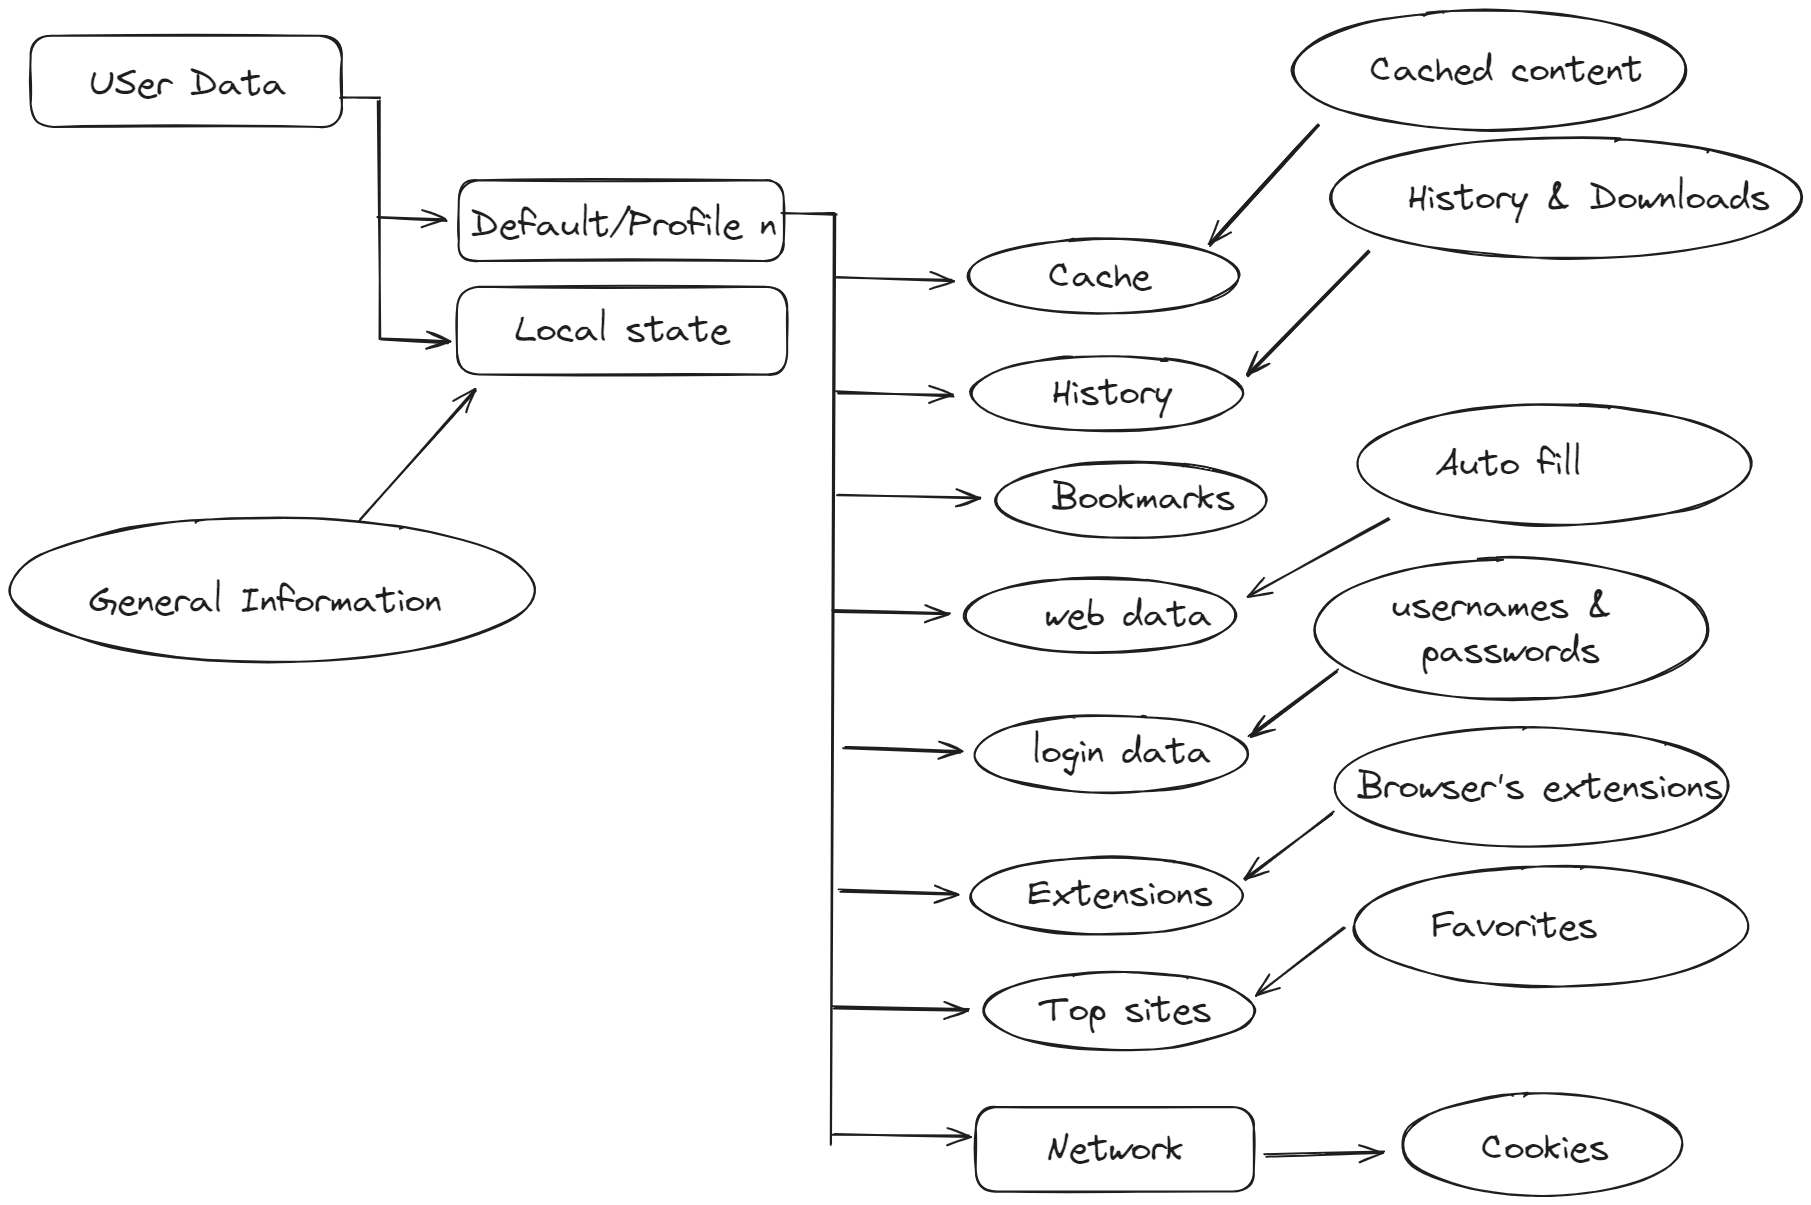 USer Data
Cached content
History & Downloads
Default/Profile n
Cache
Local state
History
Auto fill
Bookmarks
General Information
web data
usernames &
passwords
login data
Browser's extensions
Extensions
Favorites
Top sites
Network
Cookies